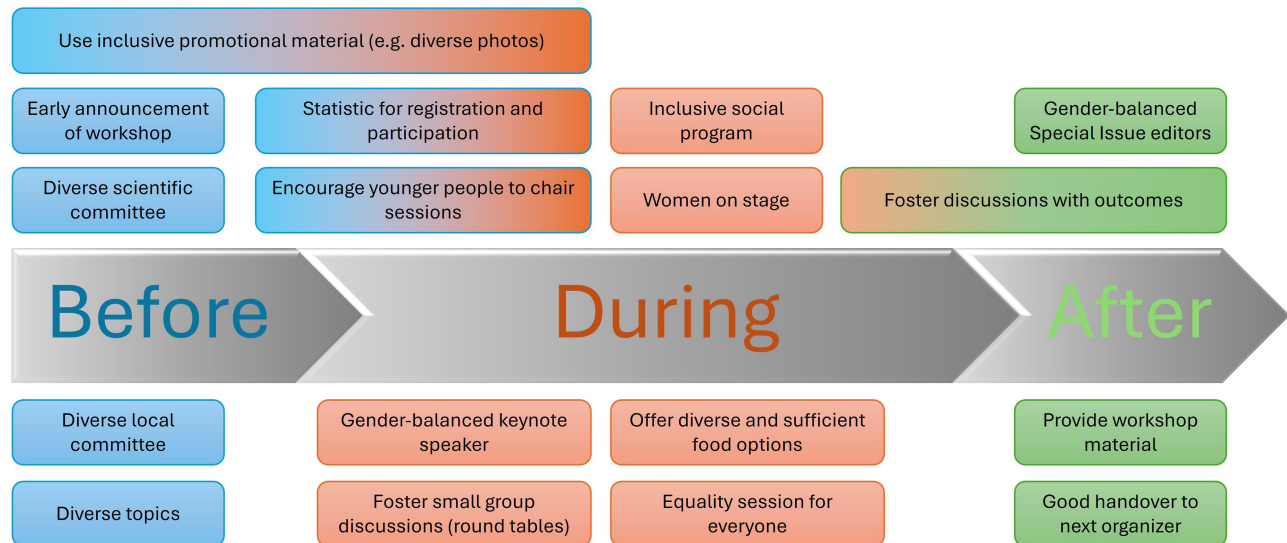 Use inclusive promotional material (e.g. diverse photos)
Early announcement
of workshop
Statistic for registration and
participation
Inclusive social
program
Gender-balanced
Special Issue editors
Diverse scientific
committee
Encourage younger people to chair
sessions
Women on stage
Foster discussions with outcomes
Before
During
After
Diverse local
committee
Gender-balanced keynote
speaker
Offer diverse and sufficient
food options
Provide workshop
material
Diverse topics
Foster small group
discussions (round tables)
Equality session for
everyone
Good handover to
next organizer